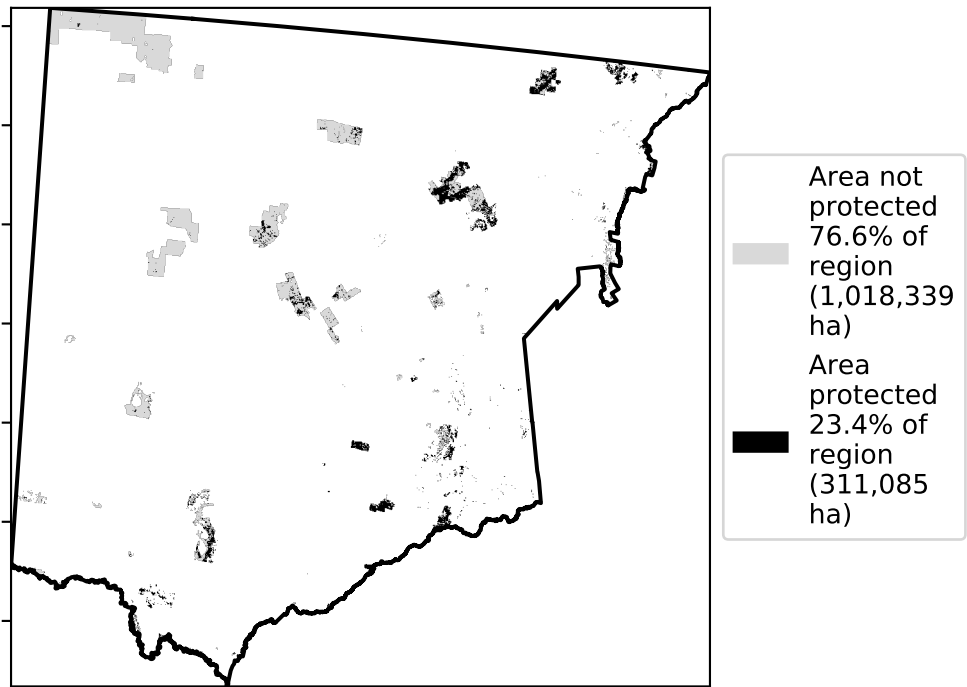 Area not
protected
76.6% of
region
(1,018,339
ha)
Area
protected
23.4% of
region
(311,085
ha)